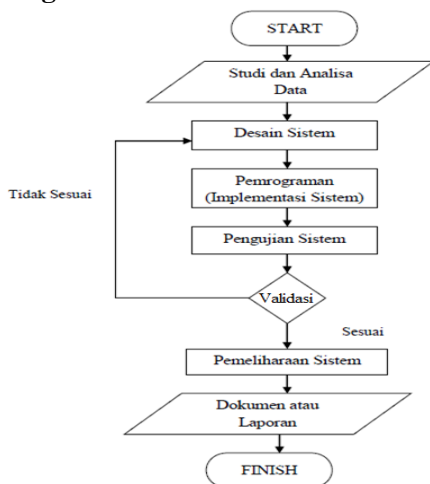 START
Studi dan Analisa
Data
Desain Sistem
Pemrograman
(Implementasi Sistem)
Tidak Sesuai
Pengujian Sistem
Validasi
Sesuai
Pemeliharaan Sistem
Dokumen atau
Laporan
FINISH